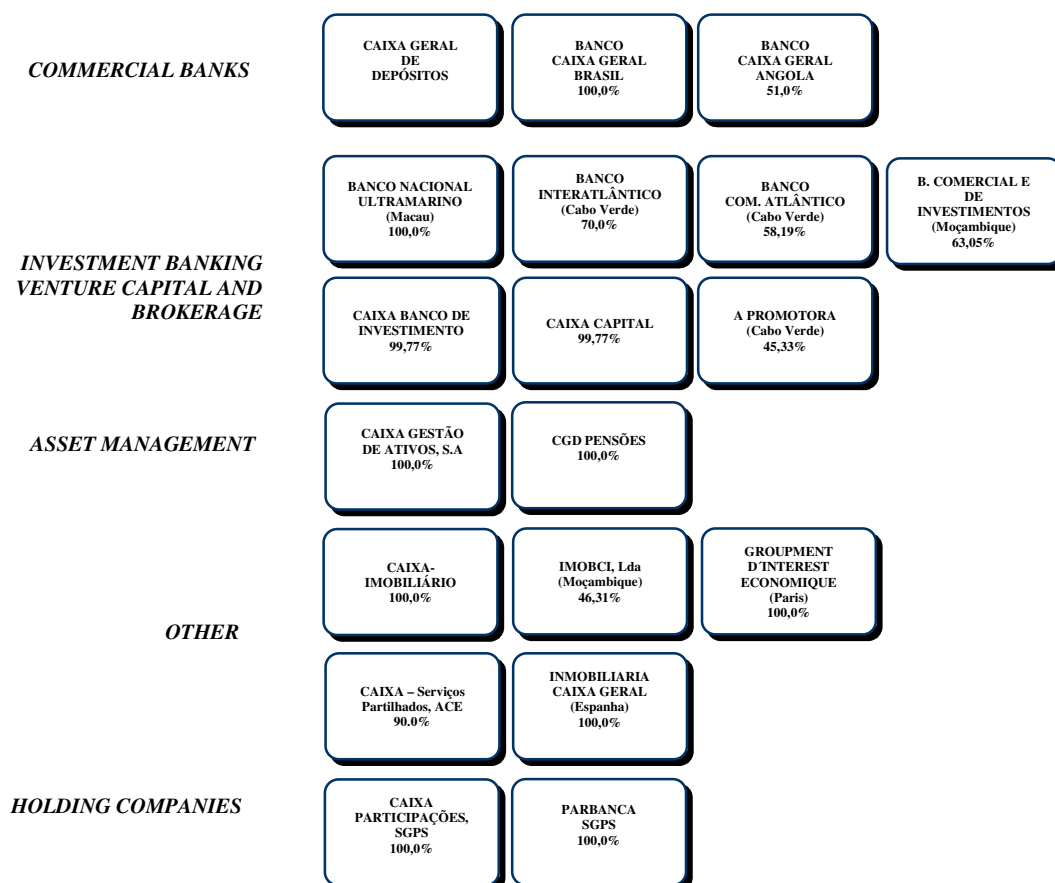 COMMERCIAL BANKS
CAIXA GERAL
DE
DEPÓSITOS
BANCO
CAIXA GERAL
BRASIL
100,0%
BANCO
CAIXA GERAL
ANGOLA
51,0%
BANCO NACIONAL
ULTRAMARINO
(Macau)
100,0%
BANCO
INTERATLÂNTICO
(Cabo Verde)
70,0%
BANCO
COM. ATLÂNTICO
(Cabo Verde)
58,19%
B. COMERCIAL E
DE
INVESTIMENTOS
(Moçambique)
63,05%
INVESTMENT BANKING
VENTURE CAPITAL AND
BROKERAGE
CAIXA BANCO DE
INVESTIMENTO
99,77%
CAIXA CAPITAL
99,77%
A PROMOTORA
(Cabo Verde)
45,33%
ASSET MANAGEMENT
CAIXA GESTÃO
DE ATIVOS, S.A
100,0%
CGD PENSÕES
100,0%
OTHER
CAIXA-
IMOBILIÁRIO
100,0%
IMOBCI, Lda
(Moçambique)
46,31%
GROUPMENT
D´INTEREST
ECONOMIQUE
(Paris)
100,0%
CAIXA – Serviços
Partilhados, ACE
90.0%
INMOBILIARIA
CAIXA GERAL
(Espanha)
100,0%
HOLDING COMPANIES
CAIXA
PARTICIPAÇÕES,
SGPS
100,0%
PARBANCA
SGPS
100,0%